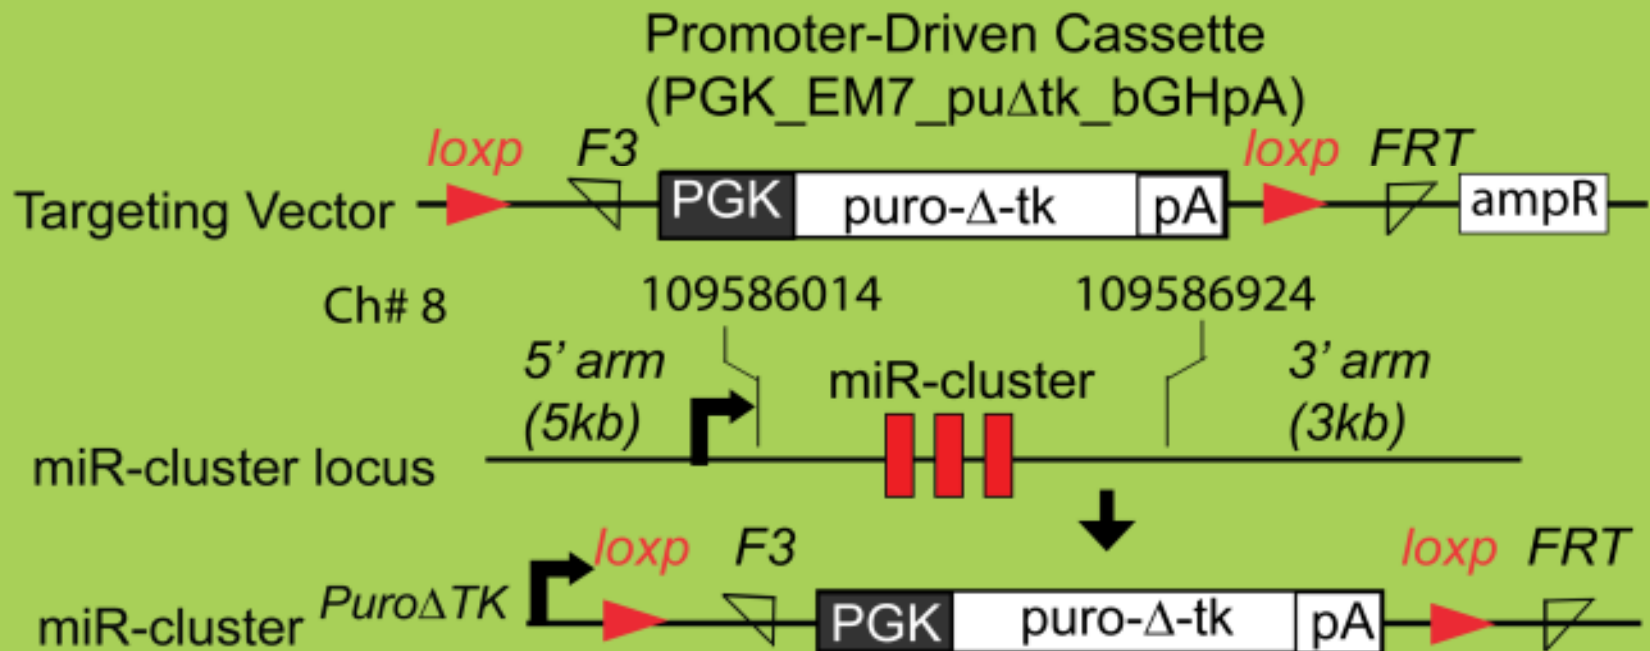 Promoter-Driven Cassette
(PGK_EM7_puΔtk_bGHpA)
loxp F3 loxp FRT
Targeting Vector PGK puro-Δ-tk pA ampR
Ch# 8 109586014 109586924
5’ arm miR-cluster 3’ arm
(5kb) (3kb)
miR-cluster locus
loxp F3 loxp FRT
miR-cluster PuroΔTK PGK puro-Δ-tk pA